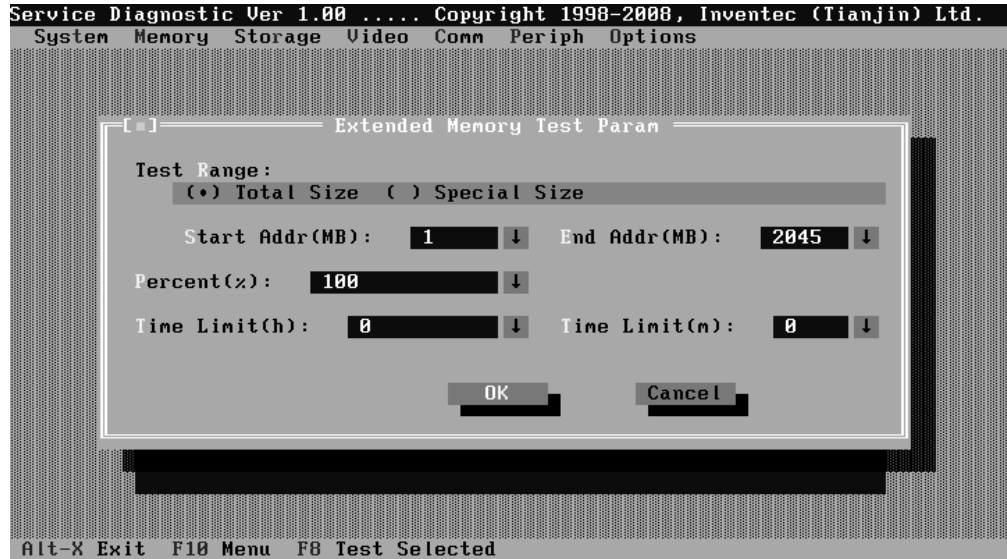 Service Diagnostic Ver 1.00 ..... Copyright 1998-2008, Inventec (Tianjin) Ltd.
System Memory Storage Video Comm Periph Options
[■] Extended Memory Test Param
Test Range:
(•) Total Size ( ) Special Size
Start Addr(MB): 1 ↓ End Addr(MB): 2045 ↓
Percent(%): 100 ↓
Time Limit(h): 0 ↓ Time Limit(m): 0 ↓
OK Cancel
Alt-X Exit F10 Menu F8 Test Selected